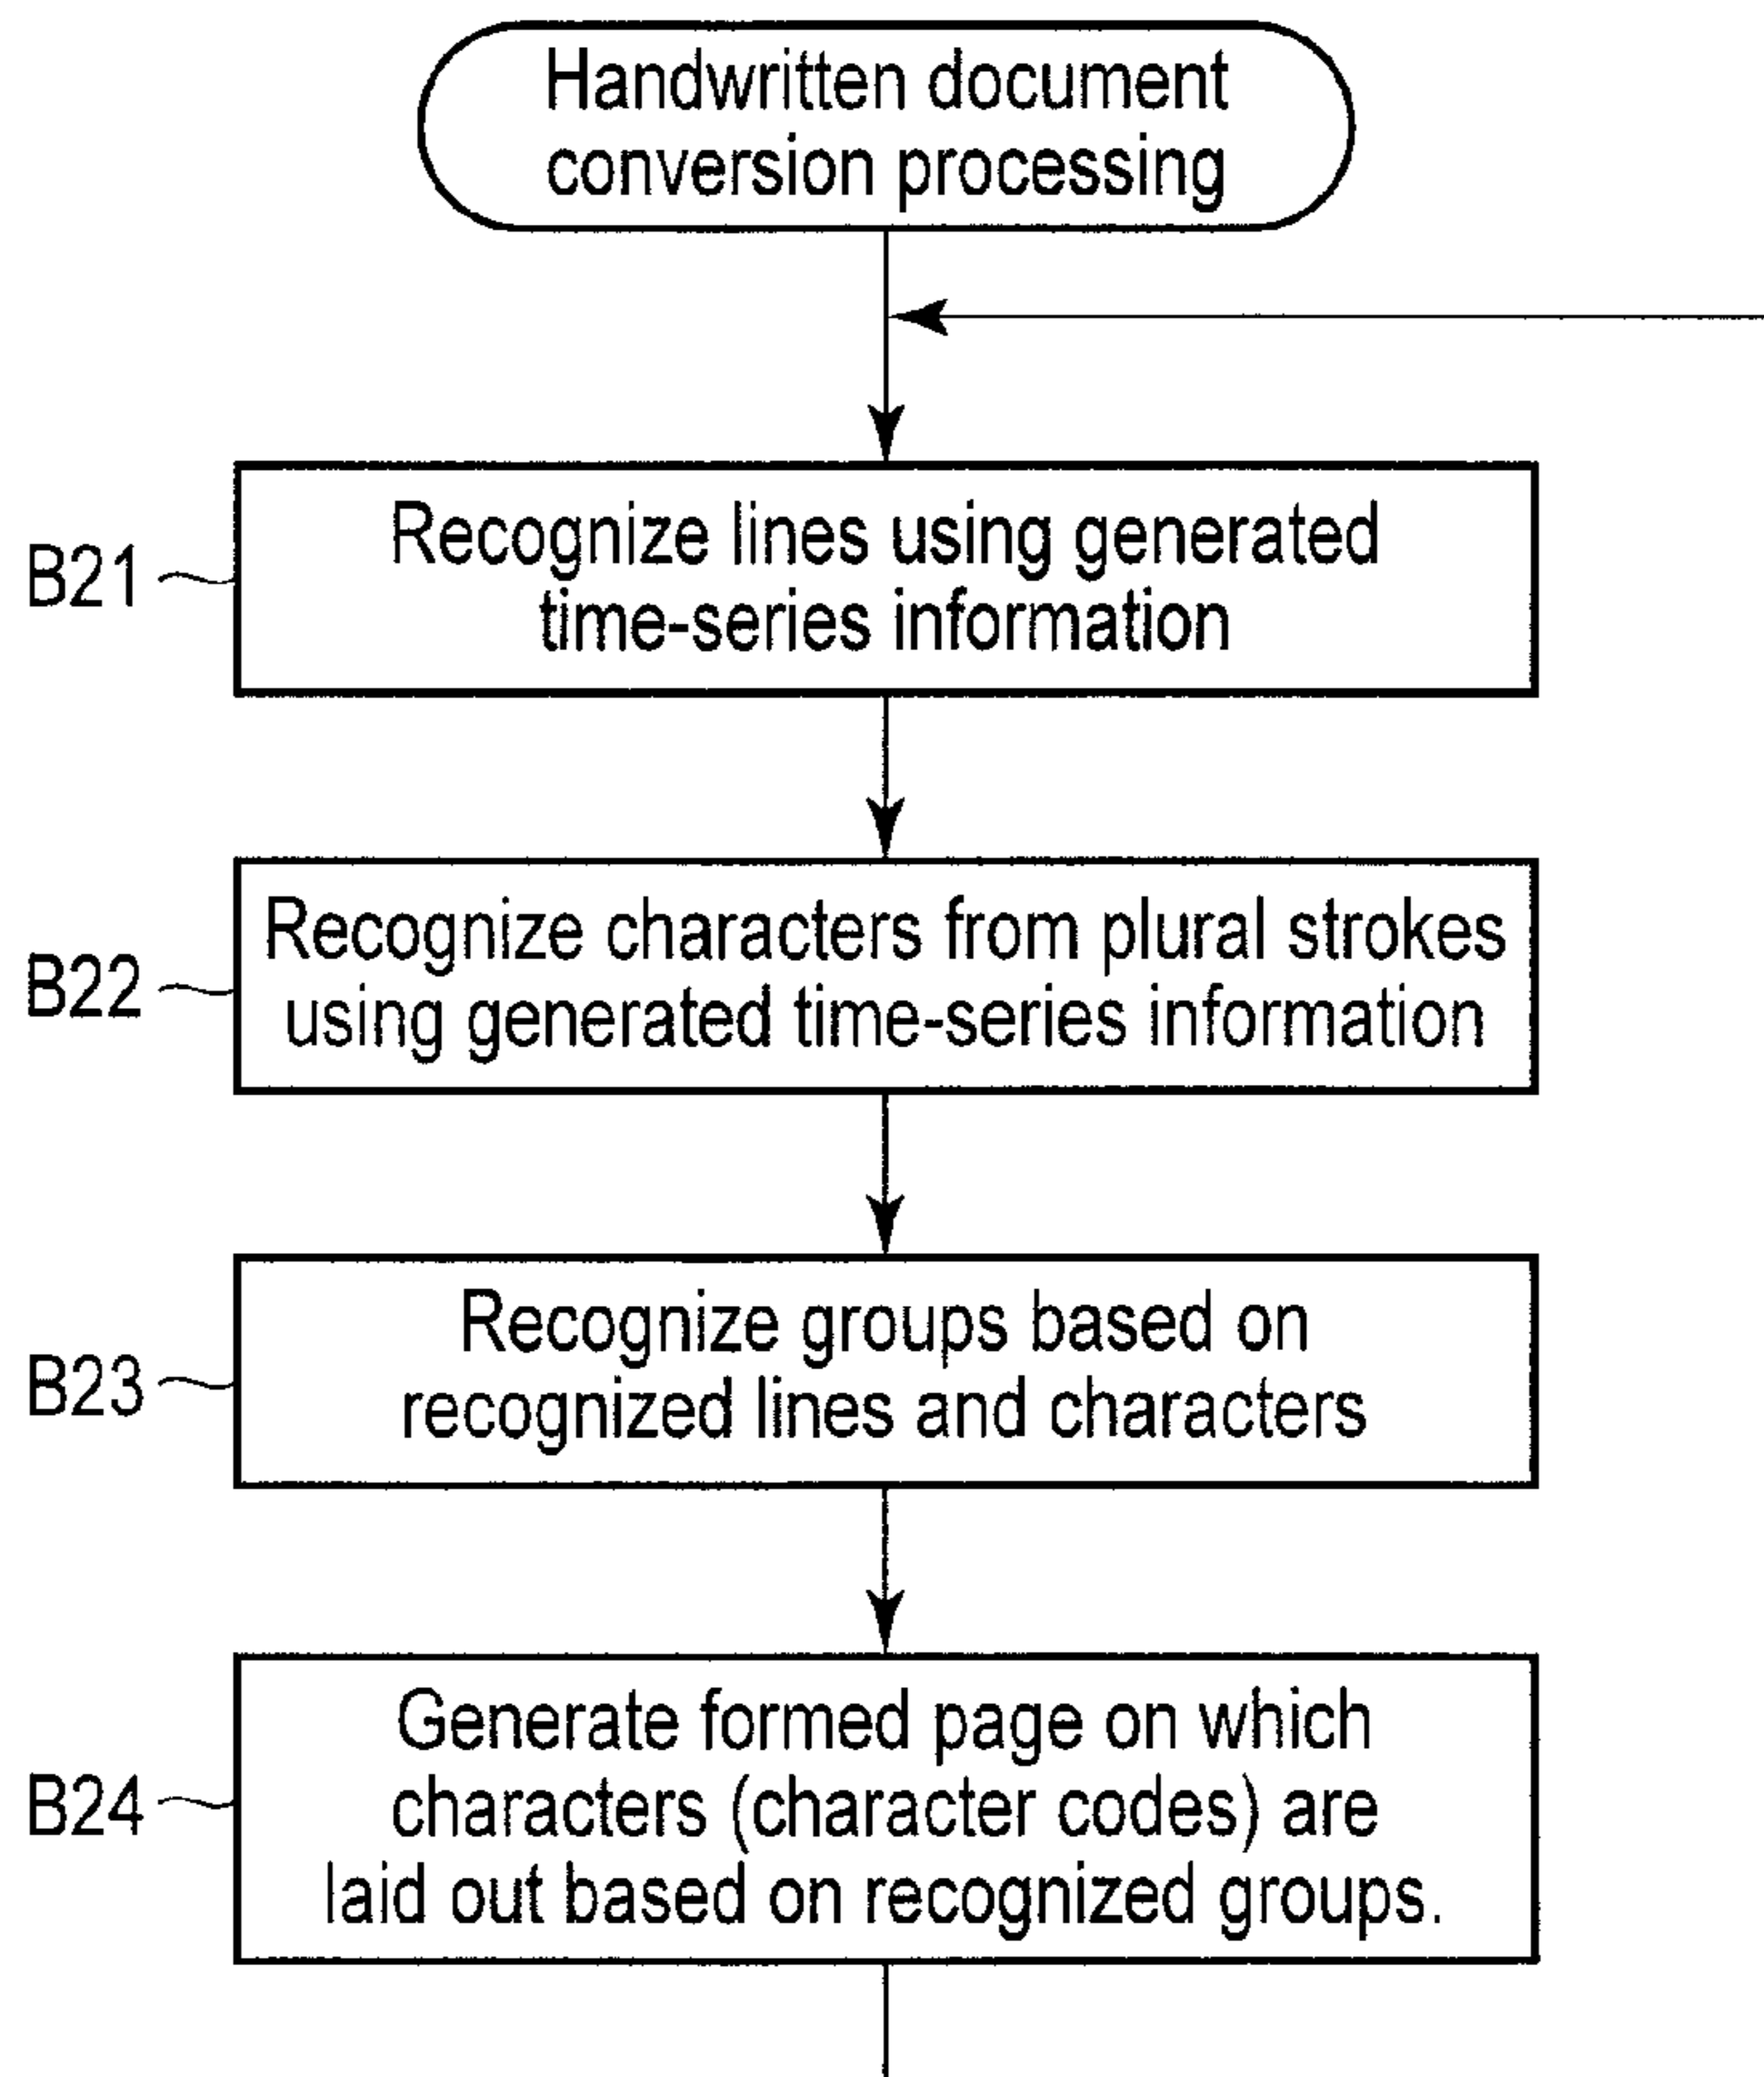 Handwritten document
conversion processing
B21
Recognize lines using generated
time-series information
B22
Recognize characters from plural strokes
using generated time-series information
B23
Recognize groups based on
recognized lines and characters
B24
Generate formed page on which
characters (character codes) are
laid out based on recognized groups.